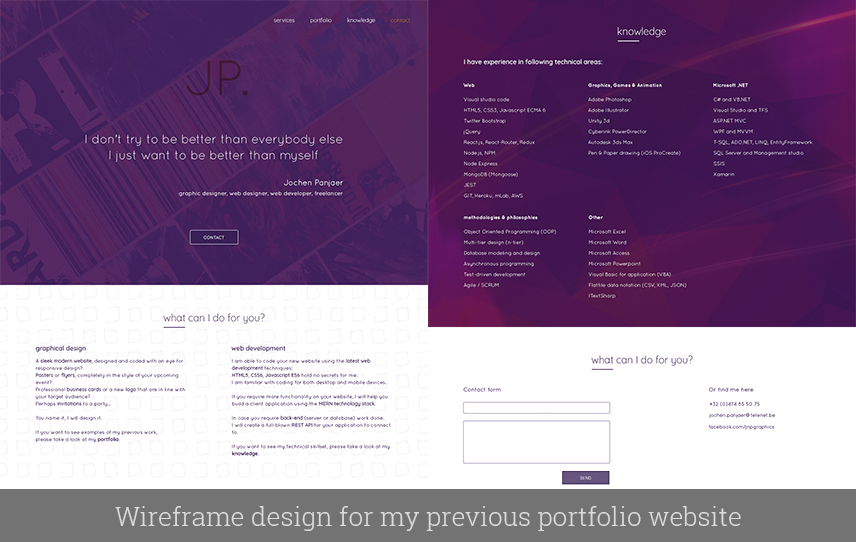 services portfolio knowledge contact
JP.
I don't try to be better than everybody else
I just want to be better than myself
Jochen Panjaer
graphic designer, web designer, web developer, freelancer
CONTACT
what can I do for you?
graphical design
A sleek modern website, designed and coded with an eye for
responsive design?
Posters or flyers, completely in the style of your upcoming
event?
Professional business cards or a new logo that are in line with
your target audience?
Perhaps invitations to a party...
You name it, I will design it.
If you want to see examples of my previous work,
please take a look at my portfolio.
web development
I am able to code your new website using the latest web
development techniques:
HTML5, CSS6, Javascript ES6 hold no secrets for me.
I am familiar with coding for both desktop and mobile devices.
If you require more functionality on your website, I will help you
build a client application using the MERN technology stack.
In case you require back-end (server or database) work done.
I will create a full-blown REST API for your application to connect
to.
If you want to see my technical skillset, please take a look at my
knowledge.
knowledge
I have experience in following technical areas:
Web
Visual studio code
HTML5, CSS3, Javascript ECMA 6
Twitter Bootstrap
jQuery
React.js, React-Router, Redux
Node.js, NPM
Node Express
MongoDB (Mongoose)
JEST
GIT, Heroku, mLab, AWS
Graphics, Games & Animation
Adobe Photoshop
Adobe Illustrator
Unity 3d
Cyberlink PowerDirector
Autodesk 3ds Max
Pen & Paper drawing (iOS ProCreate)
Microsoft .NET
C# and VB.NET
Visual Studio and TFS
ASP.NET MVC
WPF and MVVM
T-SQL, ADO.NET, LINQ, EntityFramework
SQL Server and Management studio
SSIS
Xamarin
methodologies & philosophies
Object Oriented Programming (OOP)
Multi-tier design (n-tier)
Database modeling and design
Asynchronous programming
Test-driven development
Agile / SCRUM
Other
Microsoft Excel
Microsoft Word
Microsoft Access
Microsoft Powerpoint
Visual Basic for application (VBA)
Flatfile data notation (CSV, XML, JSON)
ITextSharp
what can I do for you?
Contact form
SEND
Or find me here
+32 (0)474 65 50 75
jochen.panjaer@telenet.be
facebook.com/jnpgraphics
Wireframe design for my previous portfolio website